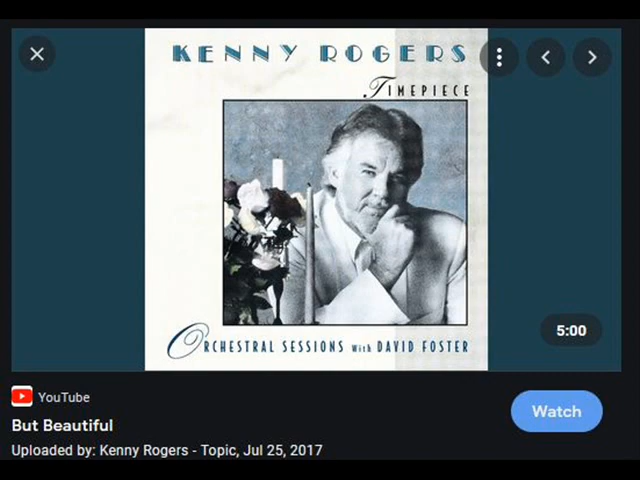 KENNY ROGERS
TIMEPIECE
ORCHESTRAL SESSIONS With DAVID FOSTER
5:00
YouTube
But Beautiful
Watch
Uploaded by: Kenny Rogers - Topic, Jul 25, 2017